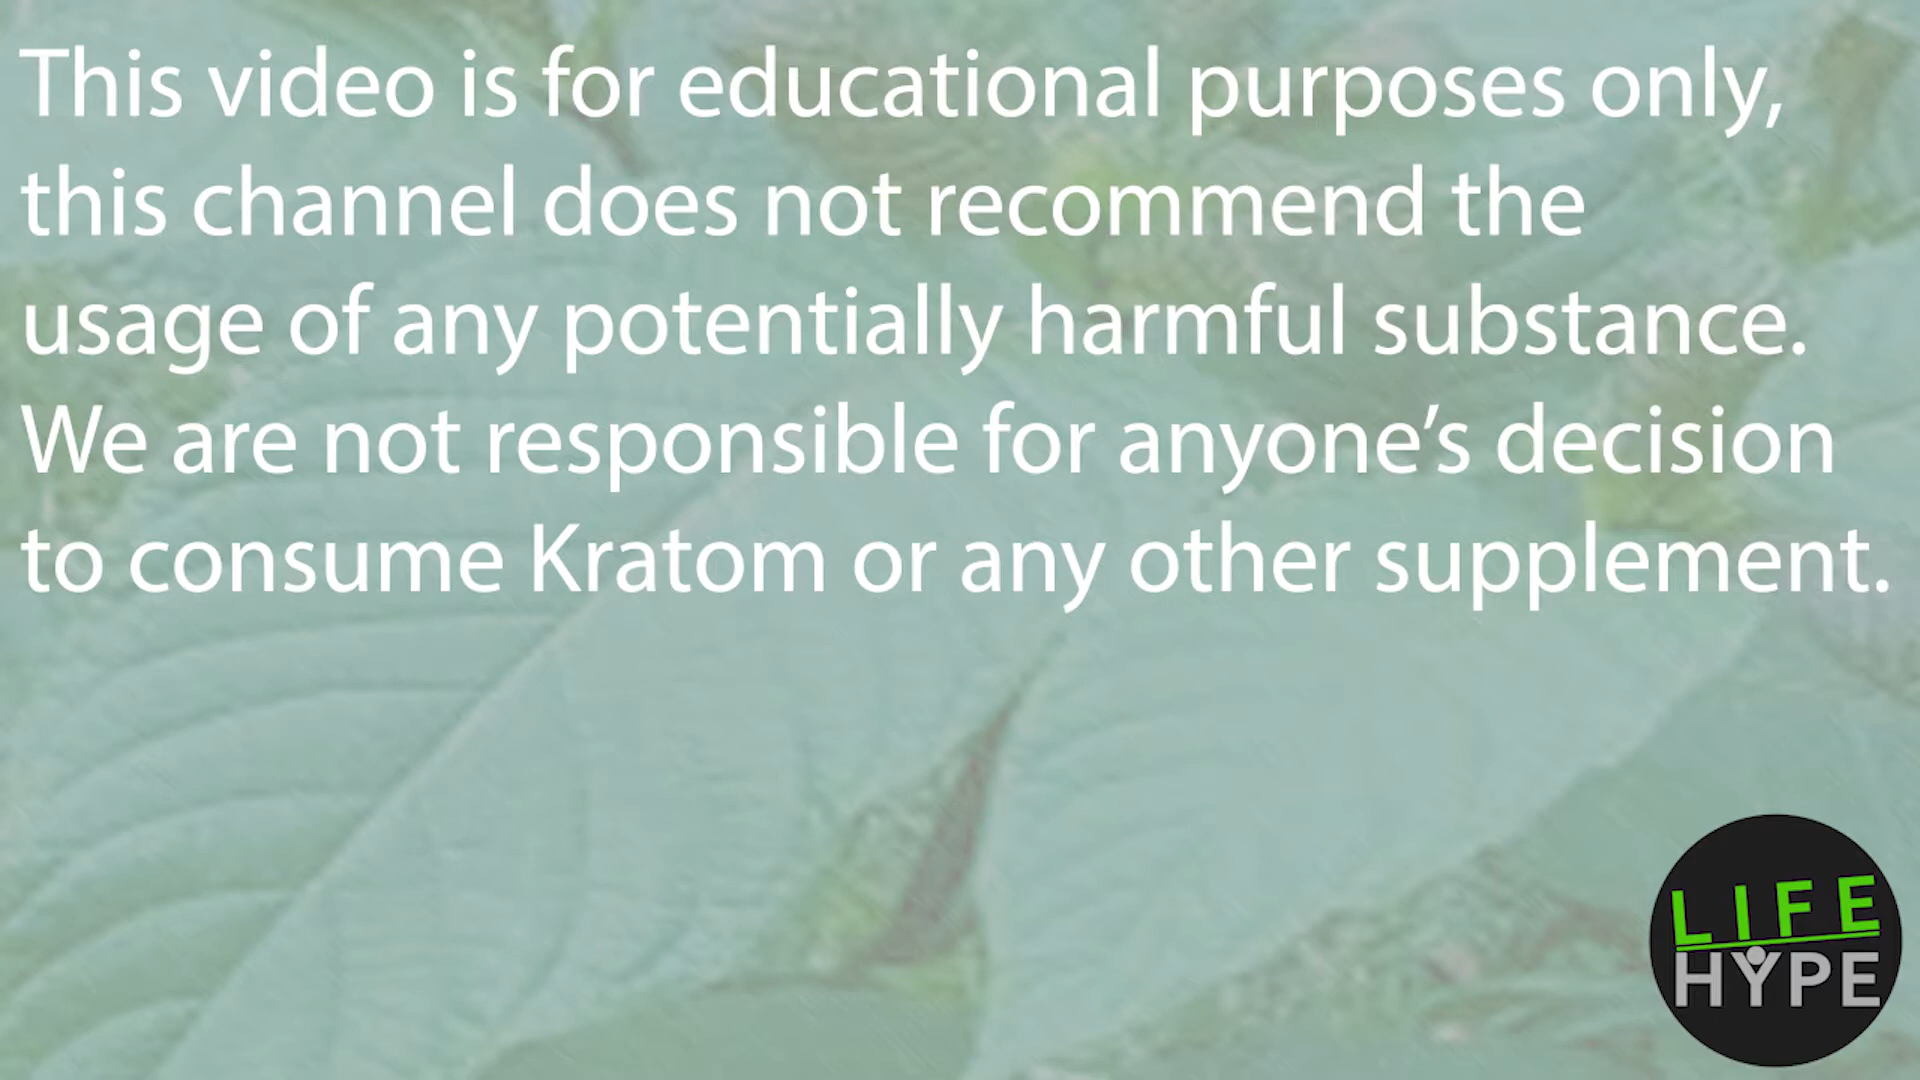 This video is for educational purposes only,
this channel does not recommend the
usage of any potentially harmful substance.
We are not responsible for anyone’s decision
to consume Kratom or any other supplement.
LIFE
HYPE